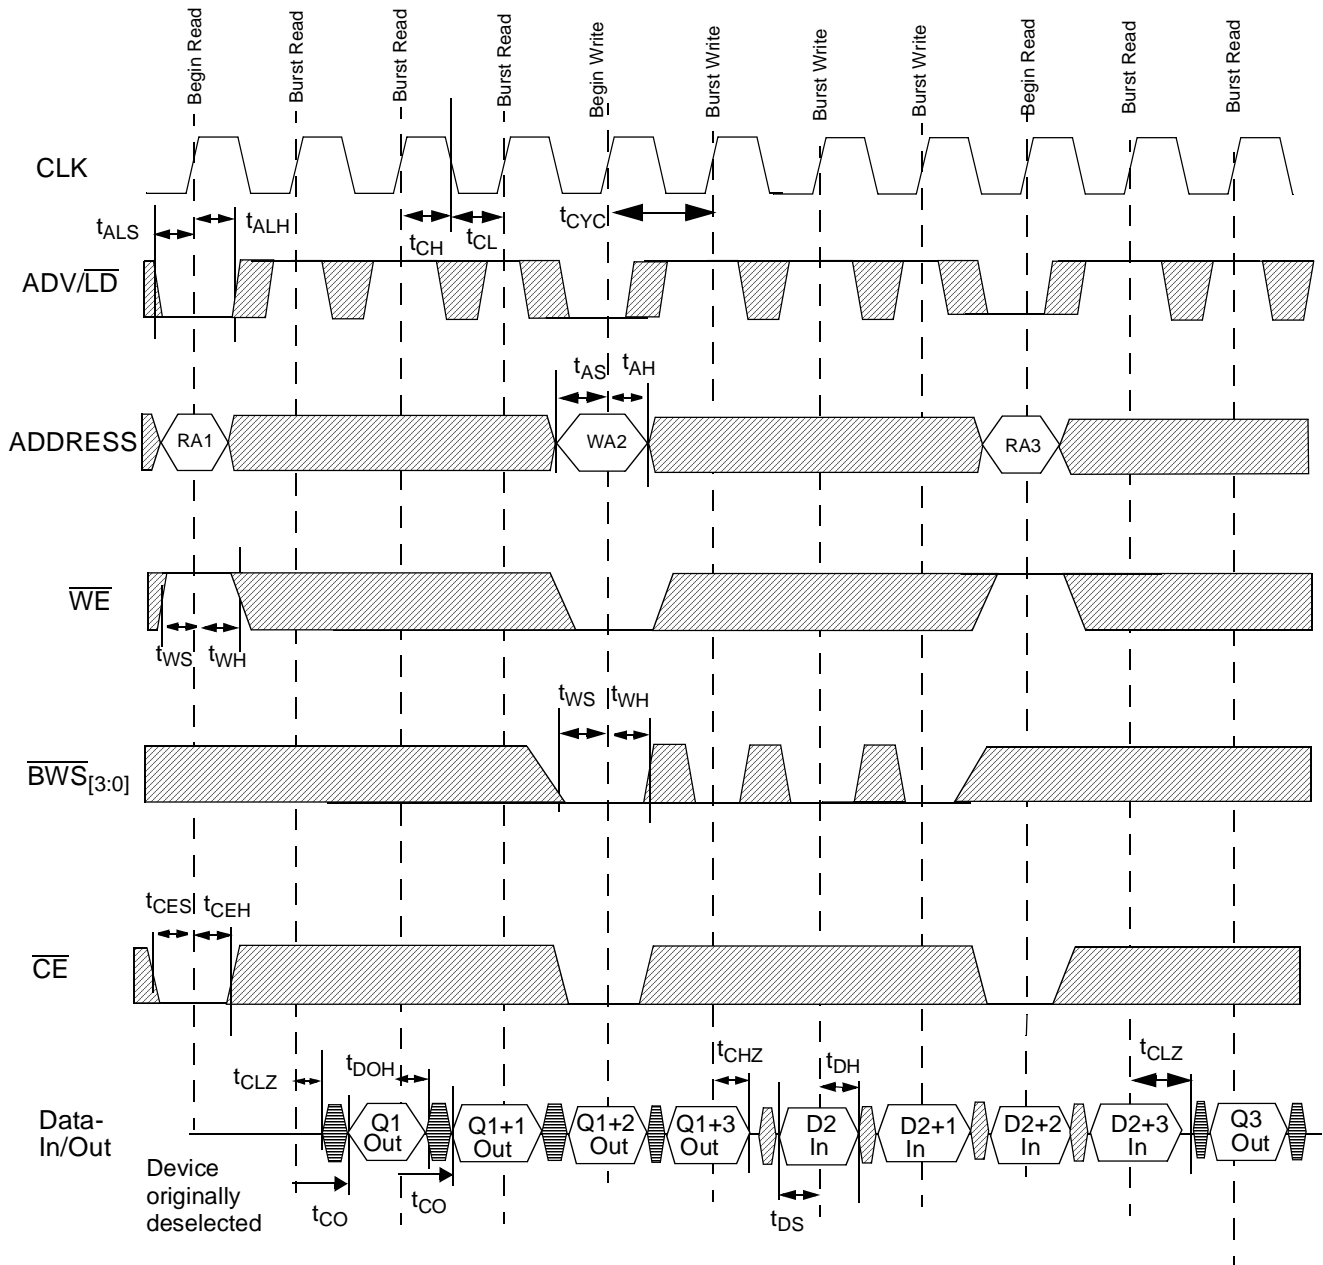 Begin Read
Burst Read
Burst Read
Burst Read
Begin Write
Burst Write
Burst Write
Burst Write
Begin Read
Burst Read
Burst Read
CLK
tALS
tALH
tCH
tCL
tCYC
ADV/LD
tAS
tAH
ADDRESS
RA1
WA2
RA3
WE
tWS
tWH
tWS
tWH
BWS[3:0]
tCES
tCEH
CE
tCLZ
tDOH
tCHZ
tDH
tCLZ
Data-
In/Out
Q1
Out
Q1+1
Out
Q1+2
Out
Q1+3
Out
D2
In
D2+1
In
D2+2
In
D2+3
In
Q3
Out
Device
originally
deselected
tCO
tCO
tDS